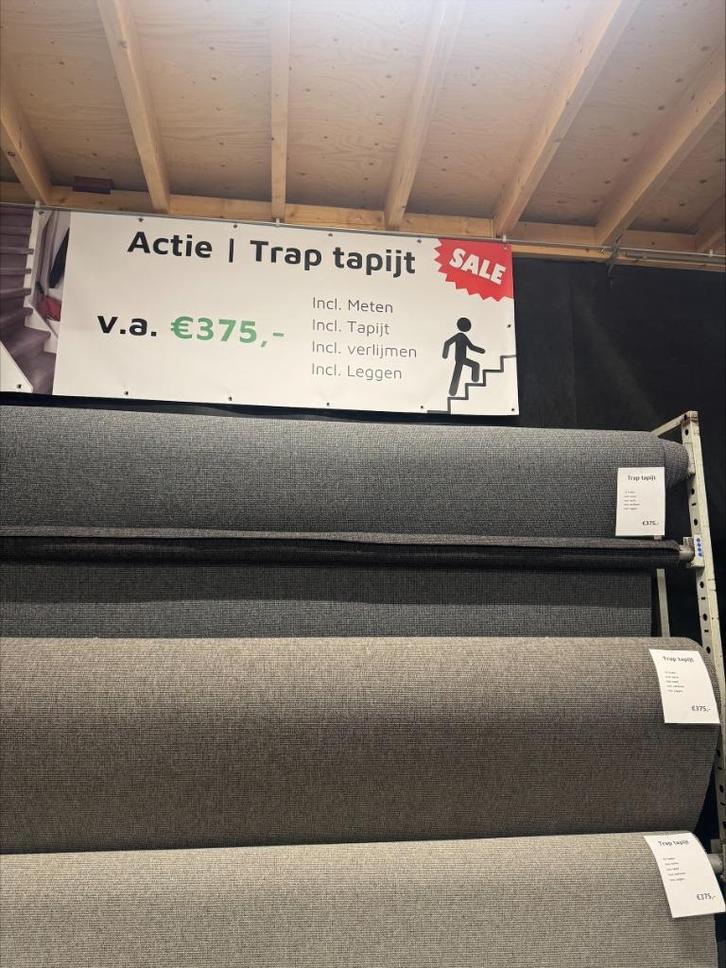 Actie | Trap tapijt
SALE
v.a. €375,-
Incl. Meten
Incl. Tapijt
Incl. verlijmen
Incl. Leggen
Trap tapijt
€375,-
Trap tapijt
€375,-
Trap tapijt
€375,-